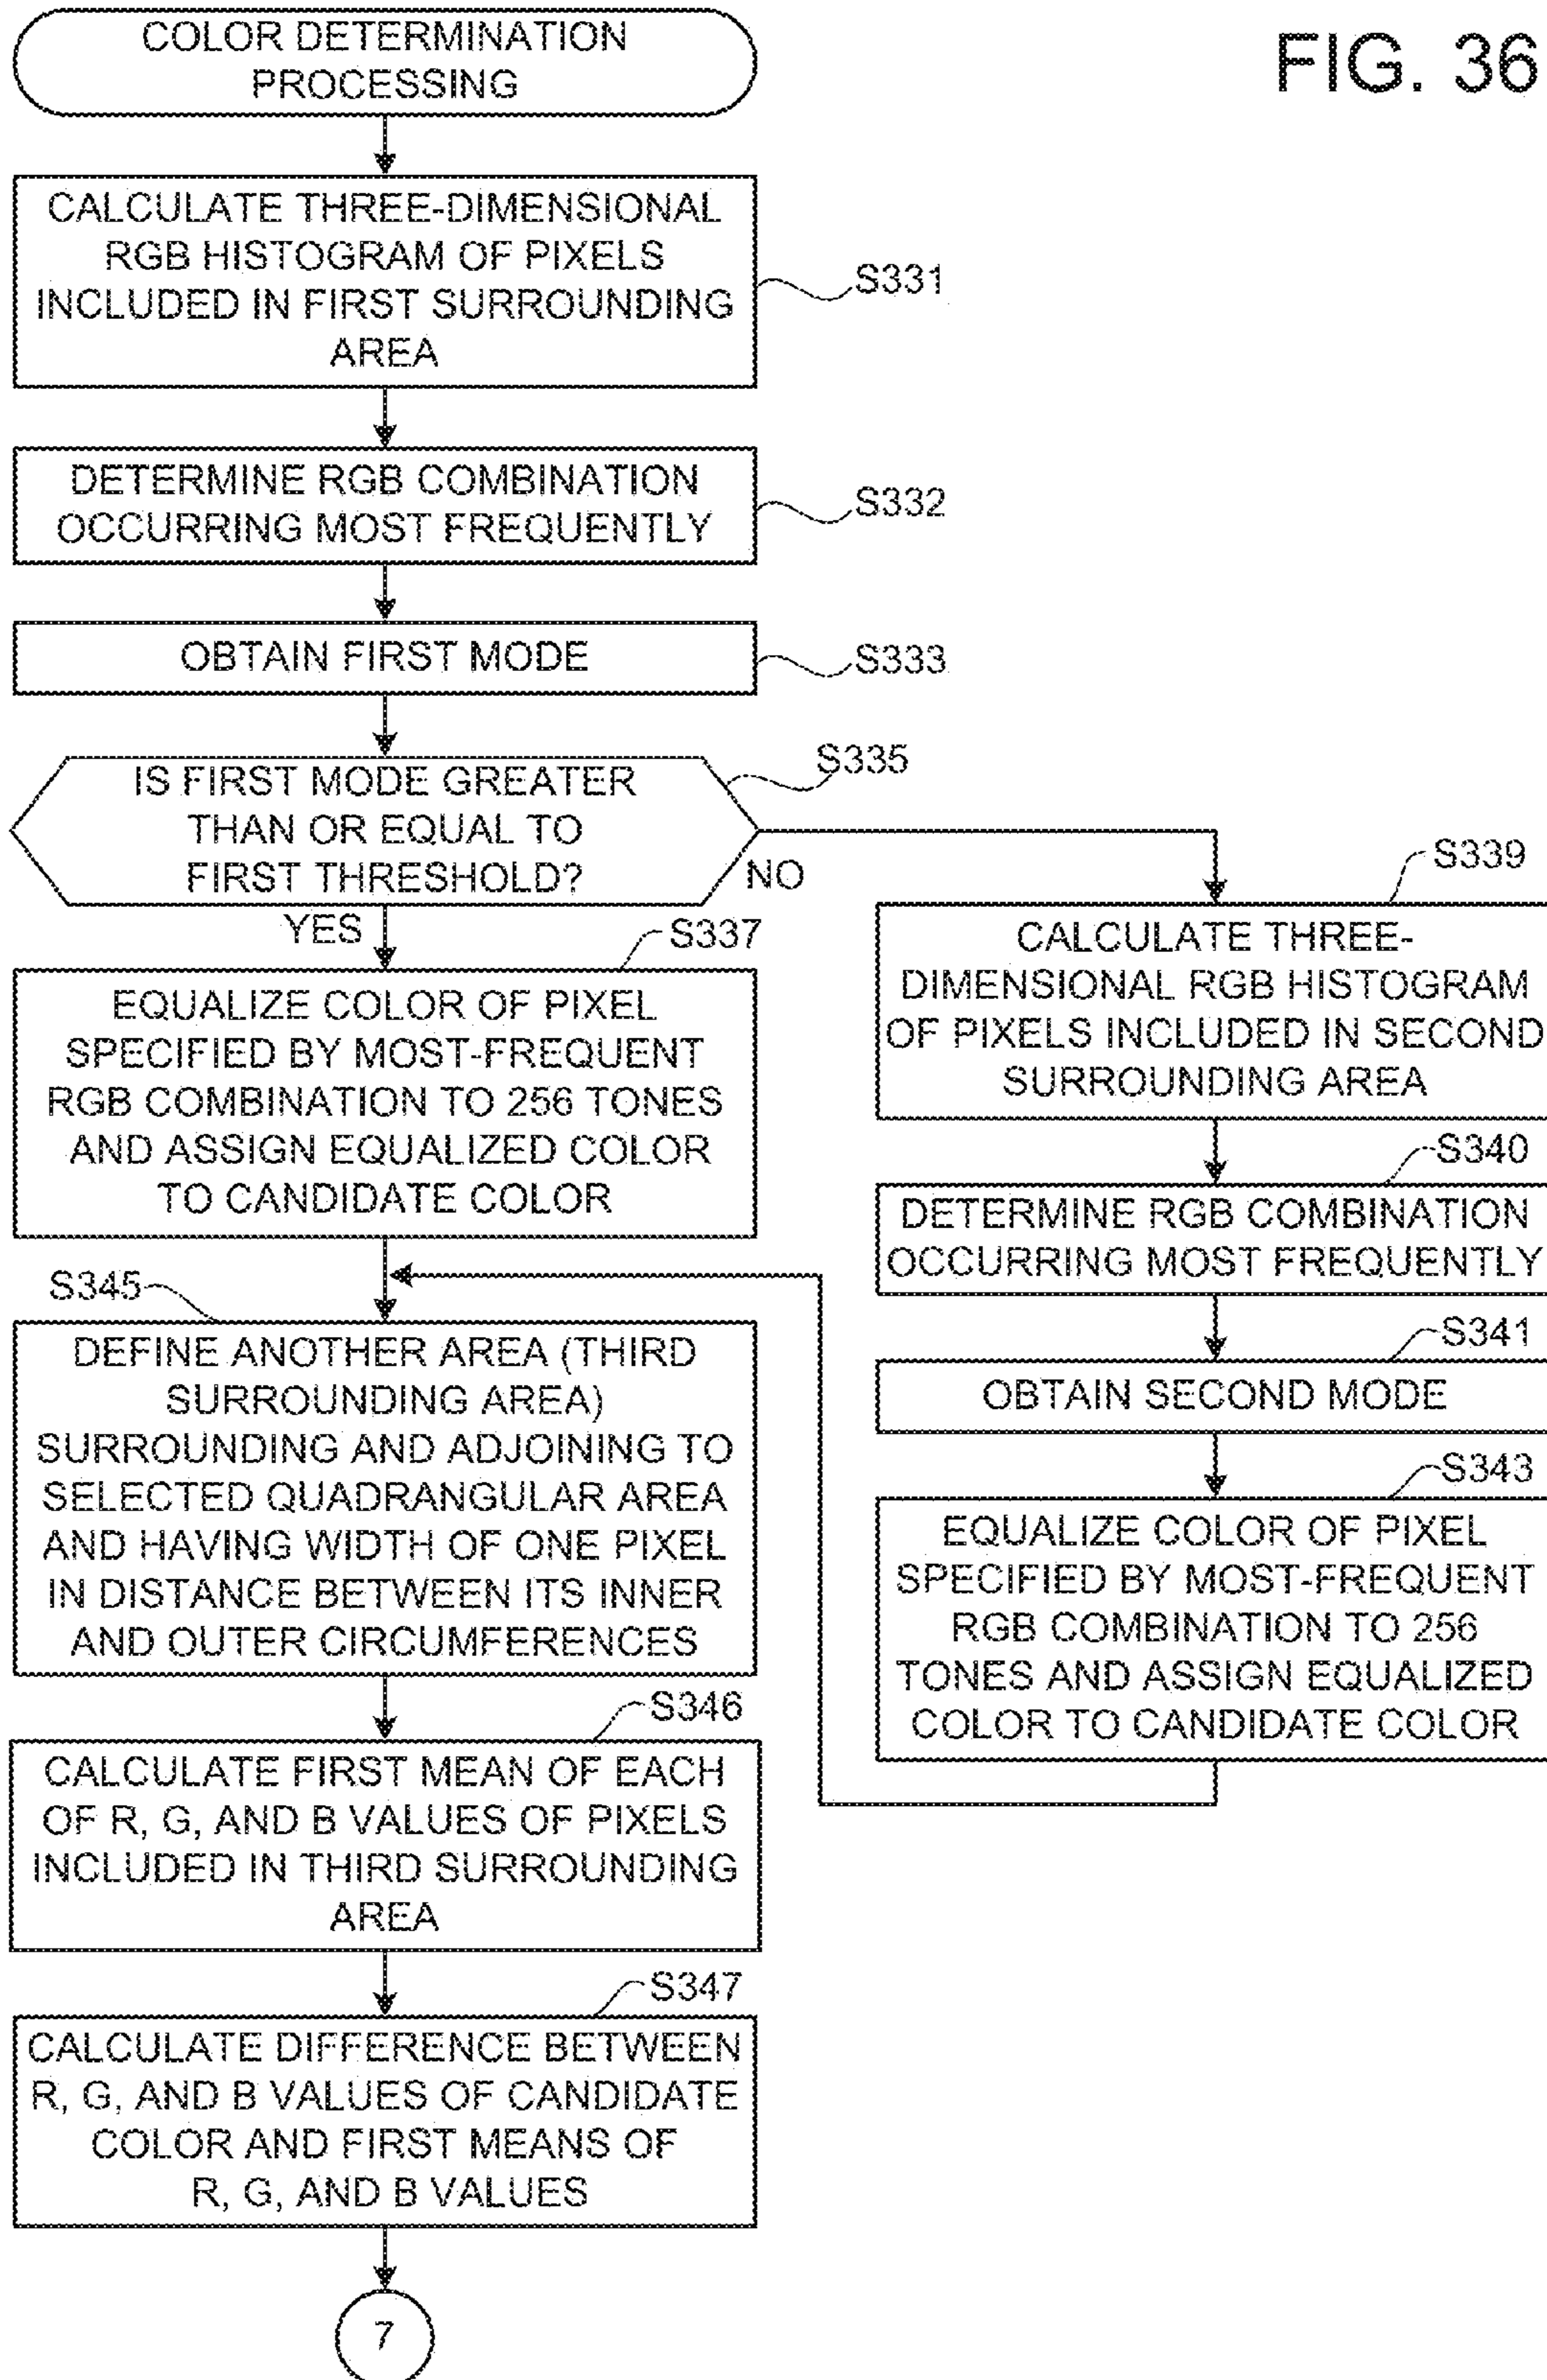 FIG. 36
COLOR DETERMINATION
PROCESSING
CALCULATE THREE-DIMENSIONAL
RGB HISTOGRAM OF PIXELS
INCLUDED IN FIRST SURROUNDING
AREA
S331
DETERMINE RGB COMBINATION
OCCURRING MOST FREQUENTLY
S332
OBTAIN FIRST MODE
S333
IS FIRST MODE GREATER
THAN OR EQUAL TO
FIRST THRESHOLD?
S335
NO
YES
S337
EQUALIZE COLOR OF PIXEL
SPECIFIED BY MOST-FREQUENT
RGB COMBINATION TO 256 TONES
AND ASSIGN EQUALIZED COLOR
TO CANDIDATE COLOR
S339
CALCULATE THREE-
DIMENSIONAL RGB HISTOGRAM
OF PIXELS INCLUDED IN SECOND
SURROUNDING AREA
S340
DETERMINE RGB COMBINATION
OCCURRING MOST FREQUENTLY
S341
OBTAIN SECOND MODE
S343
EQUALIZE COLOR OF PIXEL
SPECIFIED BY MOST-FREQUENT
RGB COMBINATION TO 256
TONES AND ASSIGN EQUALIZED
COLOR TO CANDIDATE COLOR
S345
DEFINE ANOTHER AREA (THIRD
SURROUNDING AREA)
SURROUNDING AND ADJOINING TO
SELECTED QUADRANGULAR AREA
AND HAVING WIDTH OF ONE PIXEL
IN DISTANCE BETWEEN ITS INNER
AND OUTER CIRCUMFERENCES
S346
CALCULATE FIRST MEAN OF EACH
OF R, G, AND B VALUES OF PIXELS
INCLUDED IN THIRD SURROUNDING
AREA
S347
CALCULATE DIFFERENCE BETWEEN
R, G, AND B VALUES OF CANDIDATE
COLOR AND FIRST MEANS OF
R, G, AND B VALUES
7